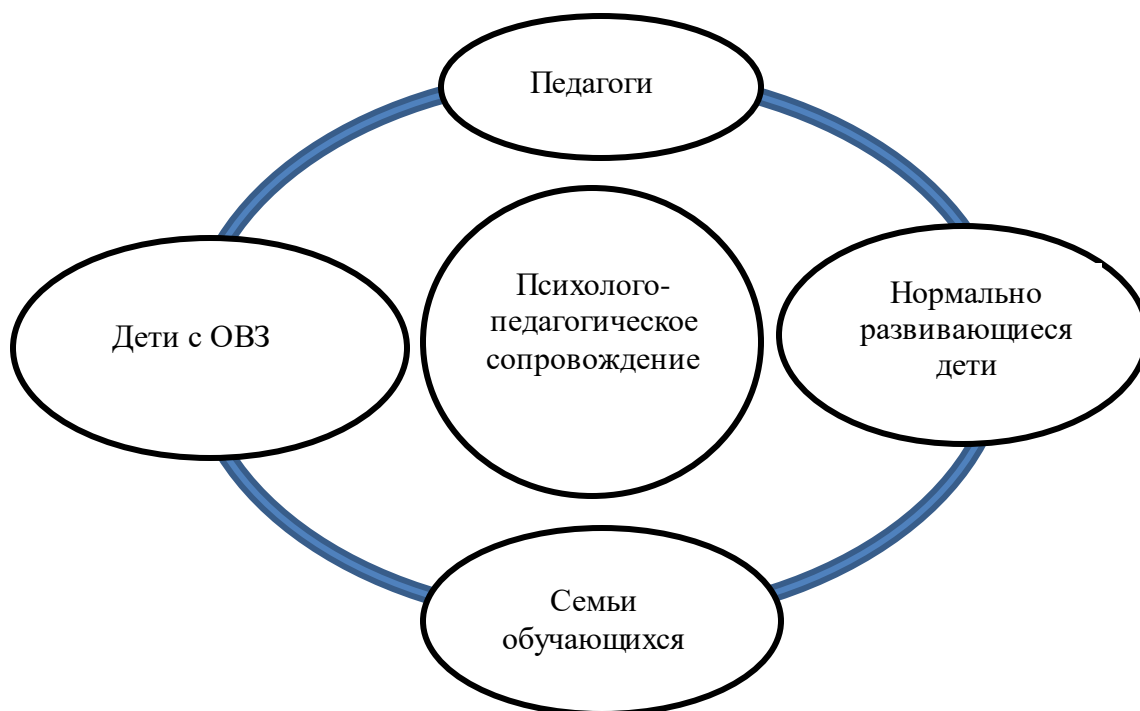 Педагоги
Дети с ОВЗ
Психолого-
педагогическое
сопровождение
Нормально
развивающиеся
дети
Семьи
обучающихся